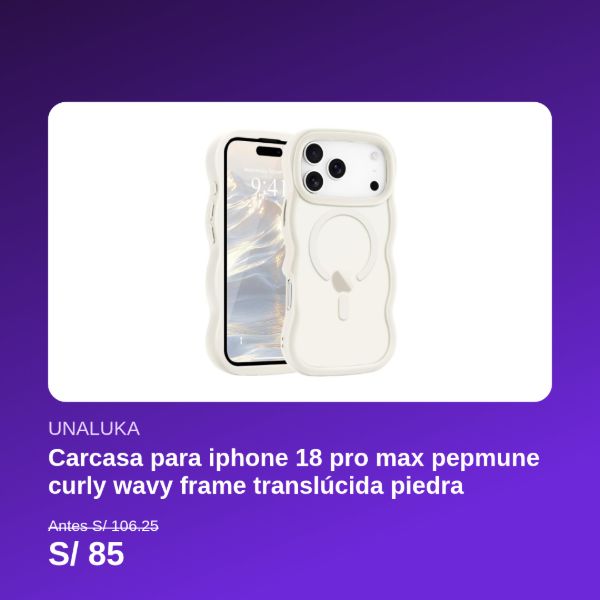 9:41
UNALUKA
Carcasa para iphone 18 pro max pepmune
curly wavy frame translúcida piedra
Antes S/ 106.25
S/ 85